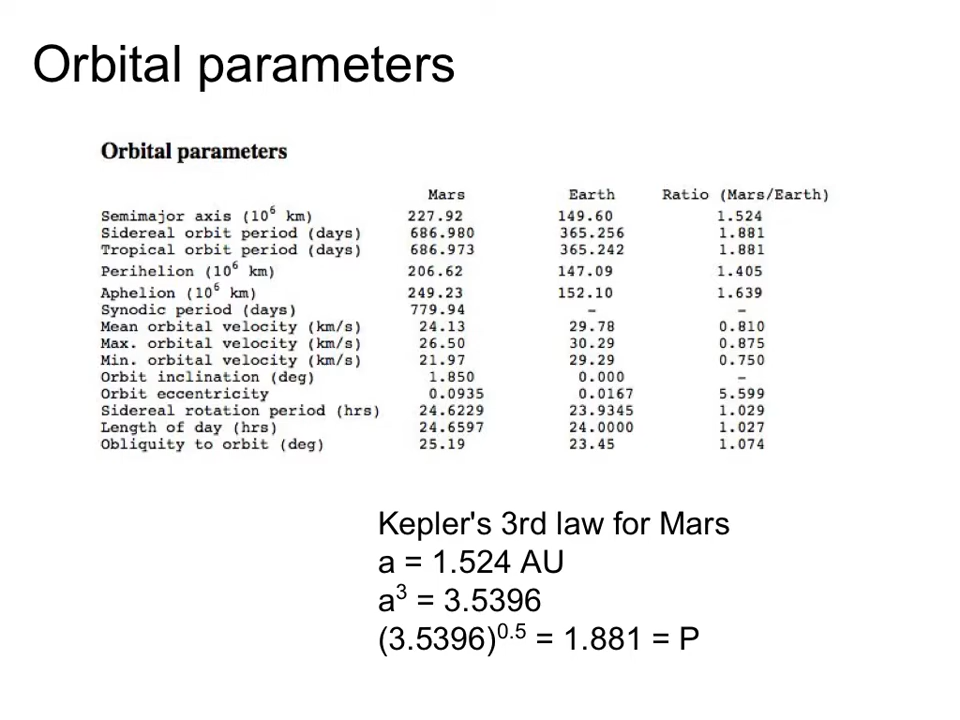 Orbital parameters
Orbital parameters
Mars Earth Ratio (Mars/Earth)
Semimajor axis (10⁶ km) 227.92 149.60 1.524
Sidereal orbit period (days) 686.980 365.256 1.881
Tropical orbit period (days) 686.973 365.242 1.881
Perihelion (10⁶ km) 206.62 147.09 1.405
Aphelion (10⁶ km) 249.23 152.10 1.639
Synodic period (days) 779.94 - -
Mean orbital velocity (km/s) 24.13 29.78 0.810
Max. orbital velocity (km/s) 26.50 30.29 0.875
Min. orbital velocity (km/s) 21.97 29.29 0.750
Orbit inclination (deg) 1.850 0.000 -
Orbit eccentricity 0.0935 0.0167 5.599
Sidereal rotation period (hrs) 24.6229 23.9345 1.029
Length of day (hrs) 24.6597 24.0000 1.027
Obliquity to orbit (deg) 25.19 23.45 1.074
Kepler's 3rd law for Mars
a = 1.524 AU
a³ = 3.5396
(3.5396)⁰·⁵ = 1.881 = P